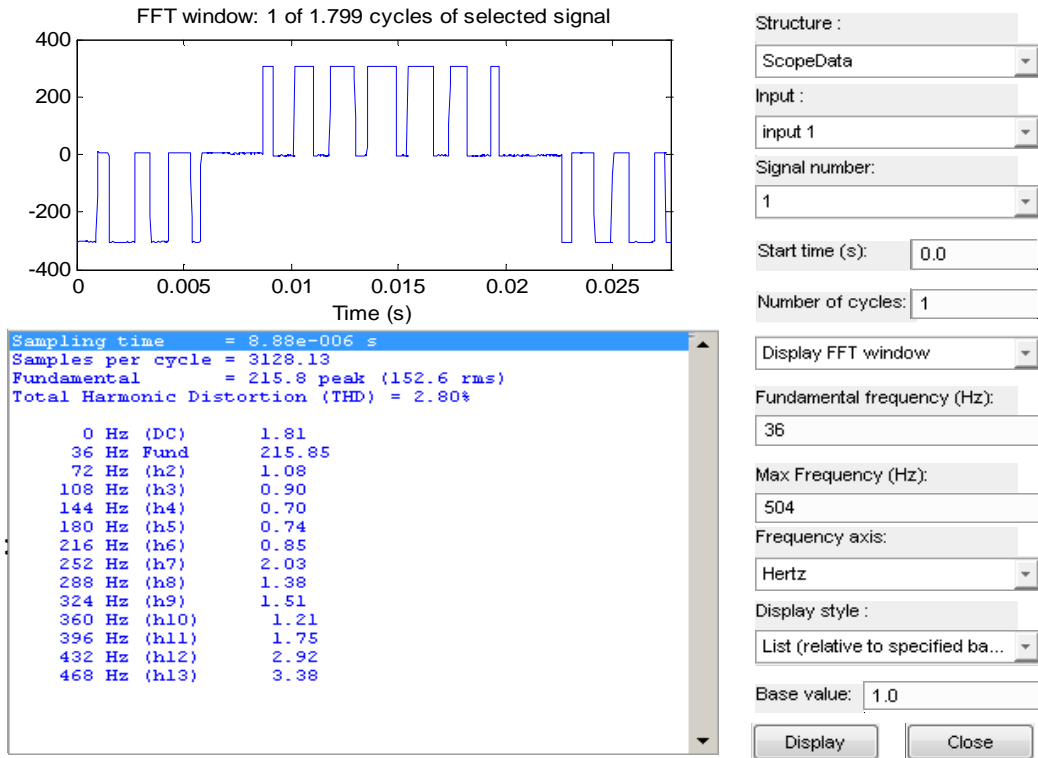 FFT window: 1 of 1.799 cycles of selected signal
400
200
0
-200
-400
0 0.005 0.01 0.015 0.02 0.025
Time (s)
Sampling time = 8.88e-006 s
Samples per cycle = 3128.13
Fundamental = 215.8 peak (152.6 rms)
Total Harmonic Distortion (THD) = 2.80%
0 Hz (DC) 1.81
36 Hz Fund 215.85
72 Hz (h2) 1.08
108 Hz (h3) 0.90
144 Hz (h4) 0.70
180 Hz (h5) 0.74
216 Hz (h6) 0.85
252 Hz (h7) 2.03
288 Hz (h8) 1.38
324 Hz (h9) 1.51
360 Hz (h10) 1.21
396 Hz (h11) 1.75
432 Hz (h12) 2.92
468 Hz (h13) 3.38
Structure :
ScopeData
Input :
input 1
Signal number:
1
Start time (s): 0.0
Number of cycles: 1
Display FFT window
Fundamental frequency (Hz):
36
Max Frequency (Hz):
504
Frequency axis:
Hertz
Display style :
List (relative to specified ba...
Base value: 1.0
Display Close